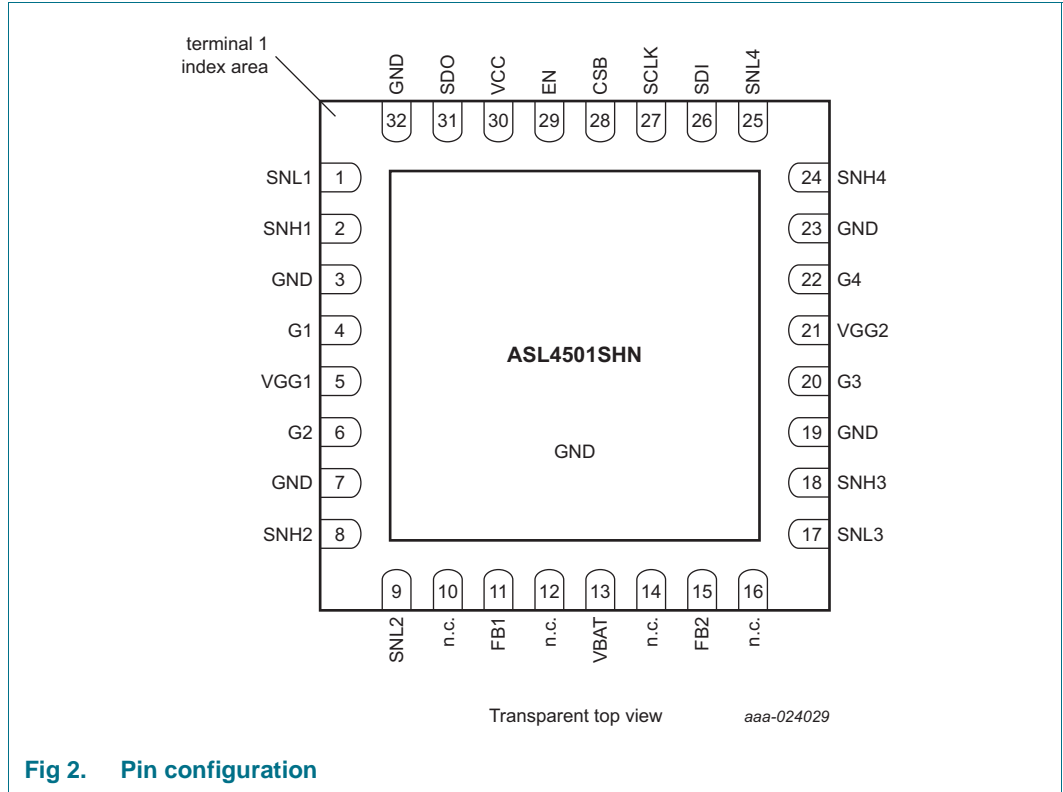 terminal 1
index area
GND
SDO
VCC
EN
CSB
SCLK
SDI
SNL4
32
31
30
29
28
27
26
25
SNL1 1
SNH1 2
GND 3
G1 4
VGG1 5
G2 6
GND 7
SNH2 8
24 SNH4
23 GND
22 G4
21 VGG2
20 G3
19 GND
18 SNH3
17 SNL3
ASL4501SHN
GND
9
10
11
12
13
14
15
16
SNL2
n.c.
FB1
n.c.
VBAT
n.c.
FB2
n.c.
Transparent top view
aaa-024029
Fig 2. Pin configuration